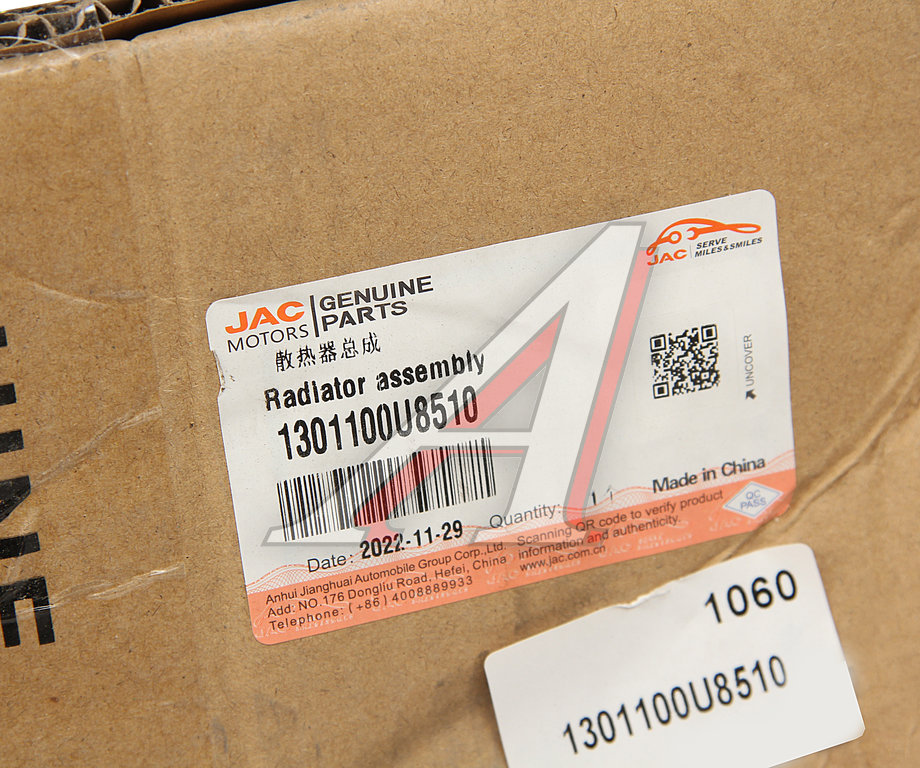 JAC MOTORS GENUINE PARTS
JAC SERVE MILES & SMILES
散热器总成
Radiator assembly
1301100U8510
UNCOVER
Date: 2022-11-29 Quantity: 1
Made in China
QC PASS
Scanning QR code to verify product
information and authenticity.
www.jac.com.cn
Anhui Jianghuai Automobile Group Corp.,Ltd.
Add: NO.176 Dongliu Road, Hefei, China
Telephone: (+86) 4008889933
1060
1301100U8510